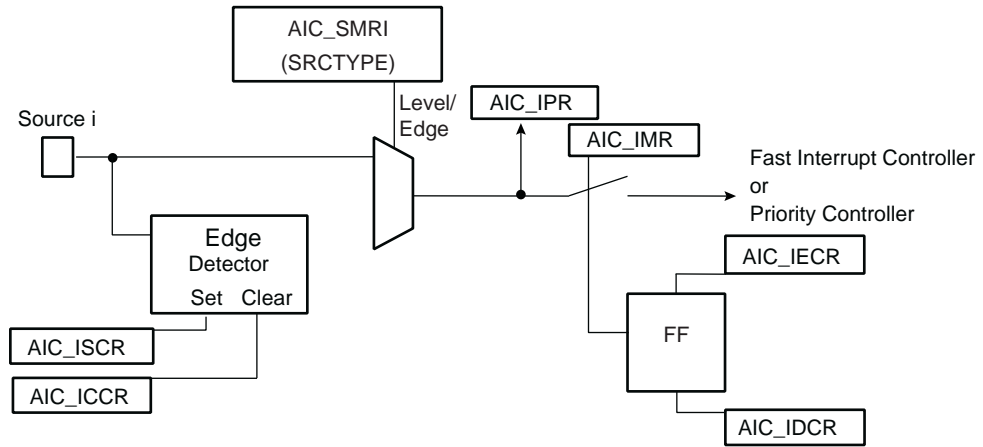 AIC_SMRI
(SRCTYPE)
Level/
Edge
AIC_IPR
AIC_IMR
Source i
Fast Interrupt Controller
or
Priority Controller
Edge
Detector
Set Clear
AIC_IECR
FF
AIC_ISCR
AIC_ICCR
AIC_IDCR